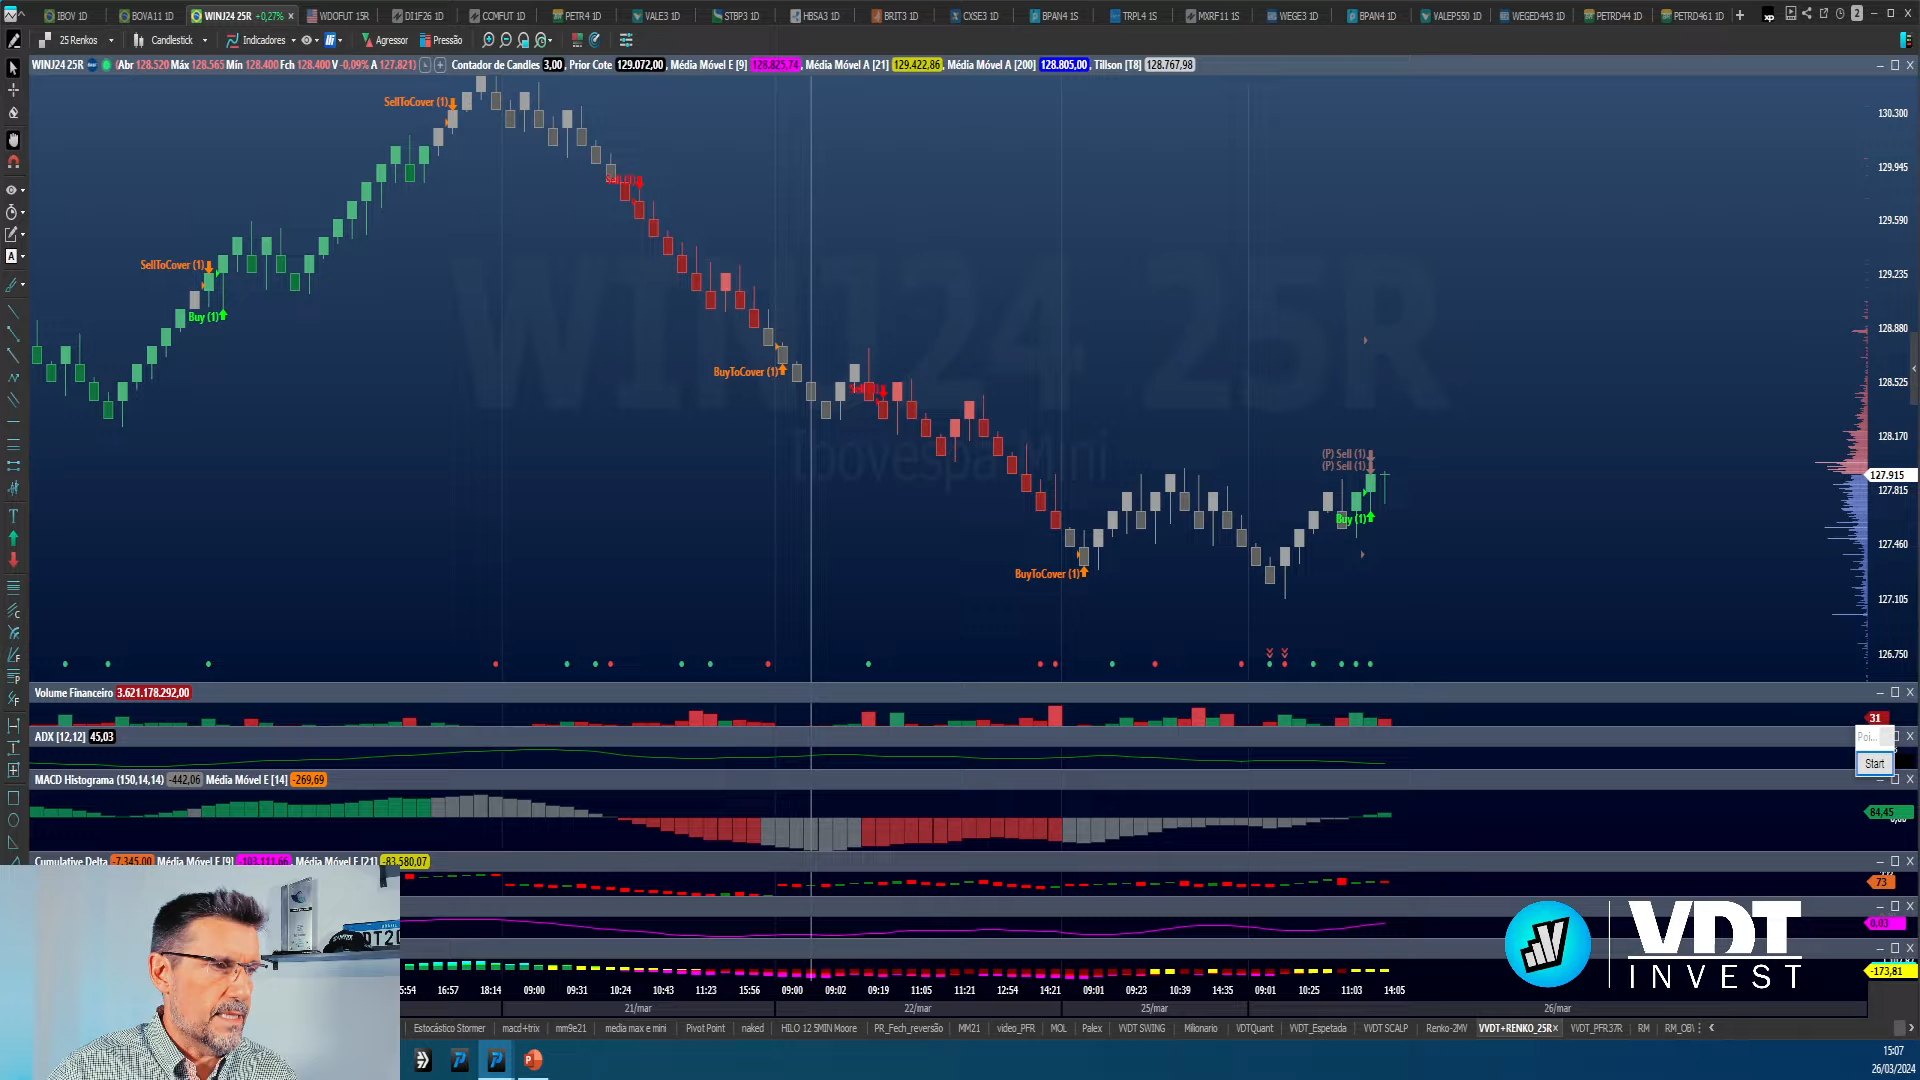 IBOV 1D BOVA11 1D WINJ24 25R +0,27% × WDOFUT 15R DI1F26 1D CCMFUT 1D PETR4 1D VALE3 1D STBP3 1D HBSA3 1D BRIT3 1D CXSE3 1D BPAN4 1S TRPL4 1S MXRF11 1S WEGE3 1D BPAN4 1D VALEP550 1D WEGED443 1D PETRD44 1D PETRD461 1D xp 2
25 Renkos Candlestick Indicadores Agressor Pressão
WINJ24 25R (Abr 128.520 Máx 128.565 Mín 128.400 Fch 128.400 V -0,09% A 127.821) Contador de Candles 3,00, Prior Cote 129.072,00, Média Móvel E [9] 128.825,74, Média Móvel A [21] 129.422,86, Média Móvel A [200] 128.805,00, Tillson [T8] 128.767,98
WINJ24 25R
Ibovespa Mini
SellToCover (1)
SellToCover (1)
Buy (1)
BuyToCover (1)
BuyToCover (1)
(P) Sell (1)
(P) Sell (1)
Buy (1)
130.300
129.945
129.590
129.235
128.880
128.525
128.170
127.915
127.815
127.460
127.105
126.750
Volume Financeiro 3.621.178.292,00
31
ADX [12,12] 45,03
Poi...
Start
MACD Histograma (150,14,14) -442,06 Média Móvel E [14] -269,69
84,45
Cumulative Delta -7.345,00 Média Móvel E [9] -103.111,66, Média Móvel E [21] -83.580,07
73
0,03
-173,81
VDT
INVEST
16:57 18:14 09:00 09:31 10:24 10:43 11:23 15:56 09:00 09:02 09:19 11:05 11:21 12:54 14:21 09:01 09:23 10:39 14:35 09:01 10:25 11:03 14:05
21/mar 22/mar 25/mar 26/mar
Estocástico Stormer macd+trix mm9e21 media max e mini Pivot Point naked HILO 12 5MIN Moore PR_Fech_reversão MM21 video_PFR MOL Palex VVDT SWING Milionario VDTQuant VVDT_Espetada VVDT SCALP Renko-2MV VVDT+RENKO_25R× VVDT_PFR37R RM
15:07
26/03/2024